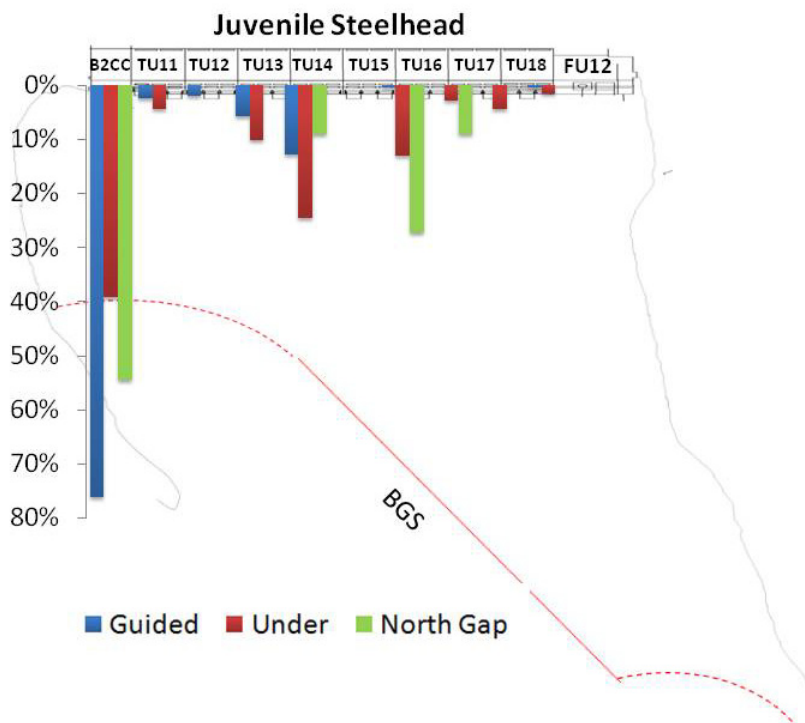 Juvenile Steelhead
B2CC TU11 TU12 TU13 TU14 TU15 TU16 TU17 TU18 FU12
0%
10%
20%
30%
40%
50%
60%
70%
80%
BGS
Guided Under North Gap